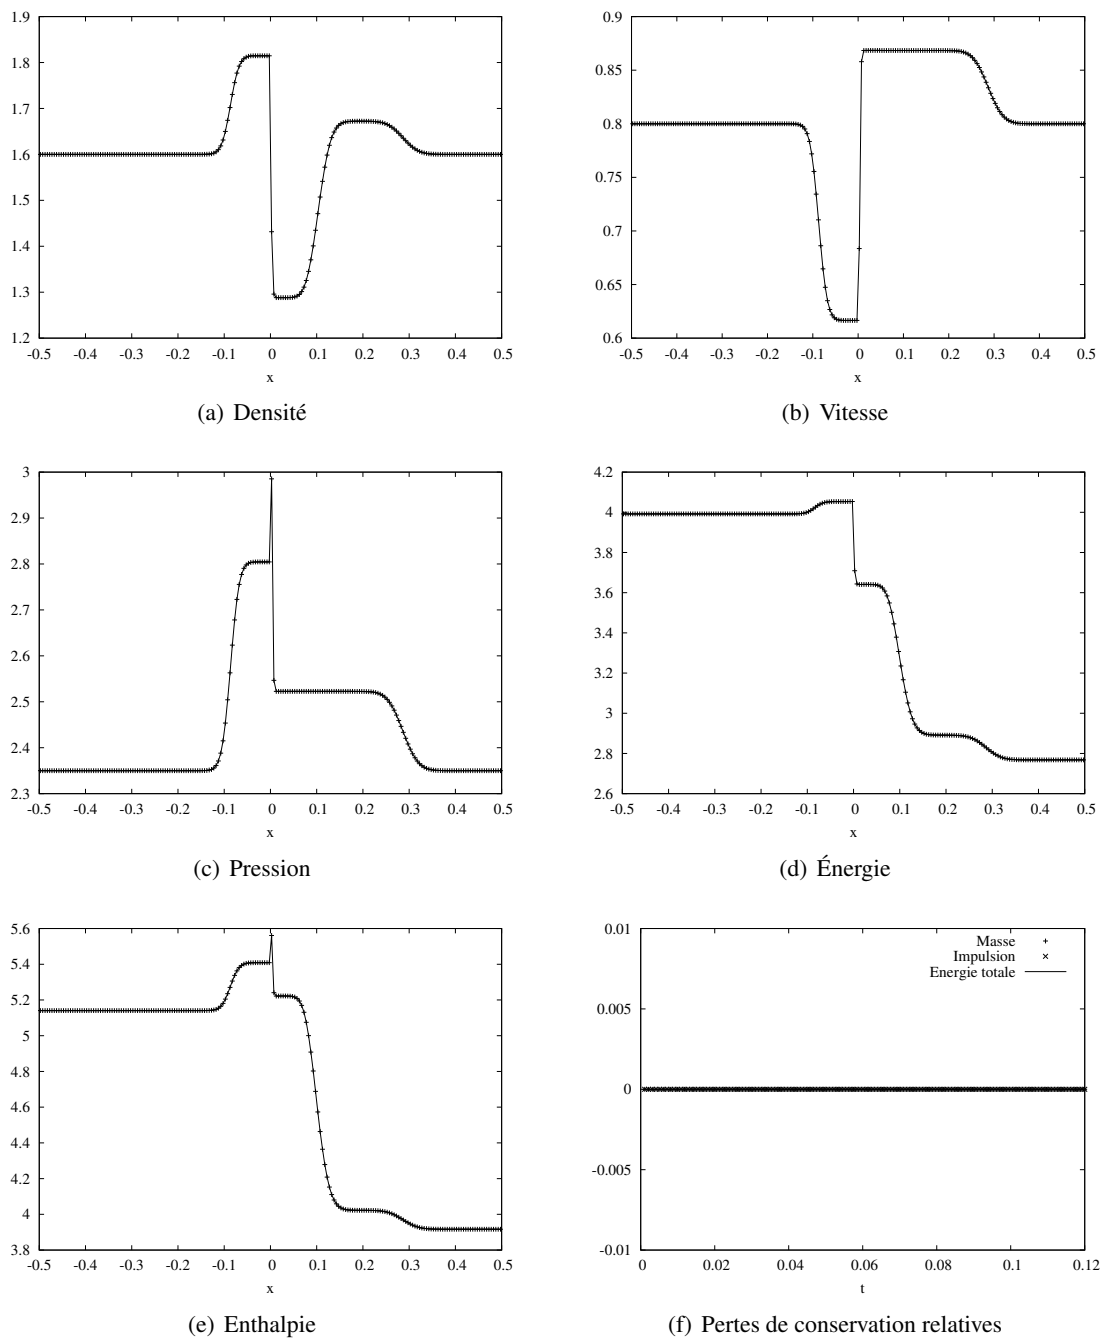 1.9
1.8
1.7
1.6
1.5
1.4
1.3
1.2
-0.5 -0.4 -0.3 -0.2 -0.1 0 0.1 0.2 0.3 0.4 0.5
x
(a) Densité
0.9
0.85
0.8
0.75
0.7
0.65
0.6
-0.5 -0.4 -0.3 -0.2 -0.1 0 0.1 0.2 0.3 0.4 0.5
x
(b) Vitesse
3
2.9
2.8
2.7
2.6
2.5
2.4
2.3
-0.5 -0.4 -0.3 -0.2 -0.1 0 0.1 0.2 0.3 0.4 0.5
x
(c) Pression
4.2
4
3.8
3.6
3.4
3.2
3
2.8
2.6
-0.5 -0.4 -0.3 -0.2 -0.1 0 0.1 0.2 0.3 0.4 0.5
x
(d) Énergie
5.6
5.4
5.2
5
4.8
4.6
4.4
4.2
4
3.8
-0.5 -0.4 -0.3 -0.2 -0.1 0 0.1 0.2 0.3 0.4 0.5
x
(e) Enthalpie
0.01
0.005
0
-0.005
-0.01
Masse
Impulsion
Energie totale
0 0.02 0.04 0.06 0.08 0.1 0.12
t
(f) Pertes de conservation relatives